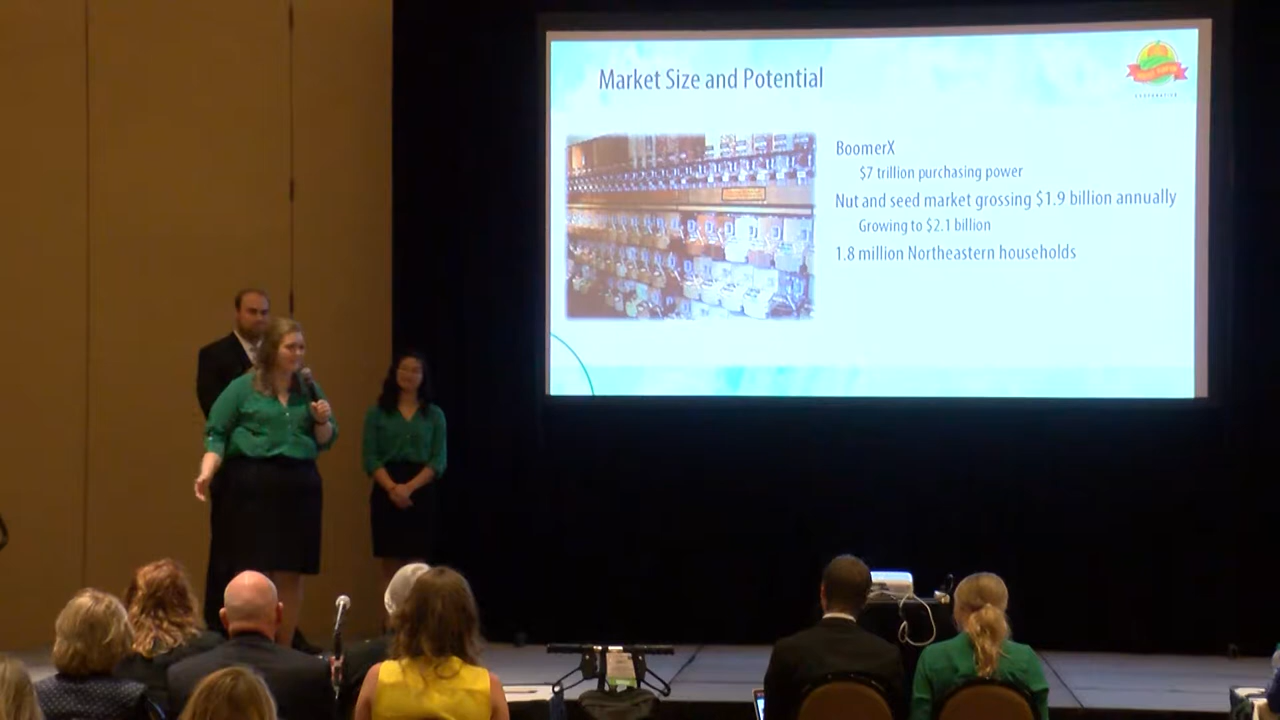 Market Size and Potential
BoomerX
$7 trillion purchasing power
Nut and seed market grossing $1.9 billion annually
Growing to $2.1 billion
1.8 million Northeastern households
COOPERATIVE